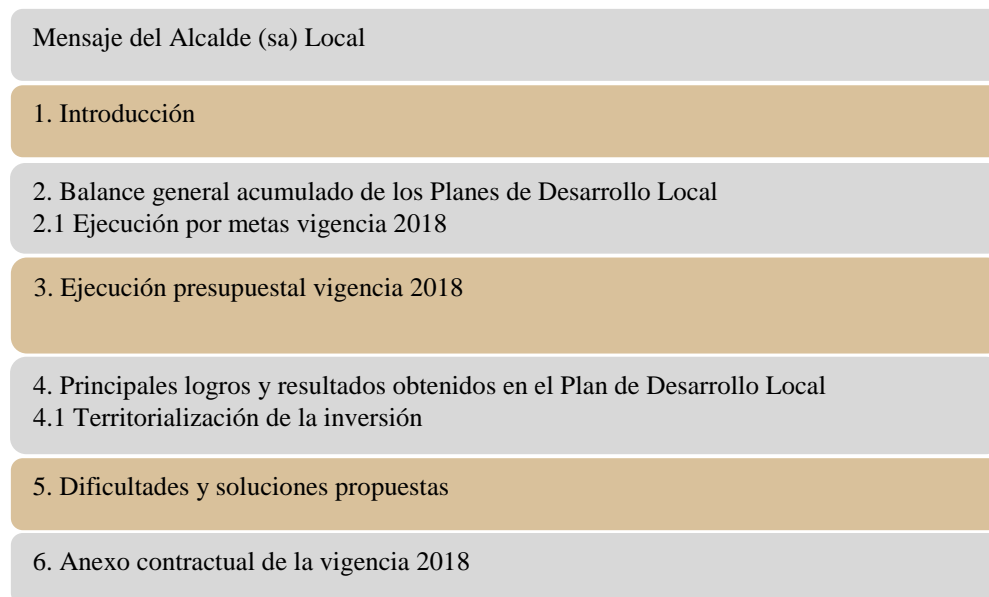 Mensaje del Alcalde (sa) Local
1. Introducción
2. Balance general acumulado de los Planes de Desarrollo Local
2.1 Ejecución por metas vigencia 2018
3. Ejecución presupuestal vigencia 2018
4. Principales logros y resultados obtenidos en el Plan de Desarrollo Local
4.1 Territorialización de la inversión
5. Dificultades y soluciones propuestas
6. Anexo contractual de la vigencia 2018